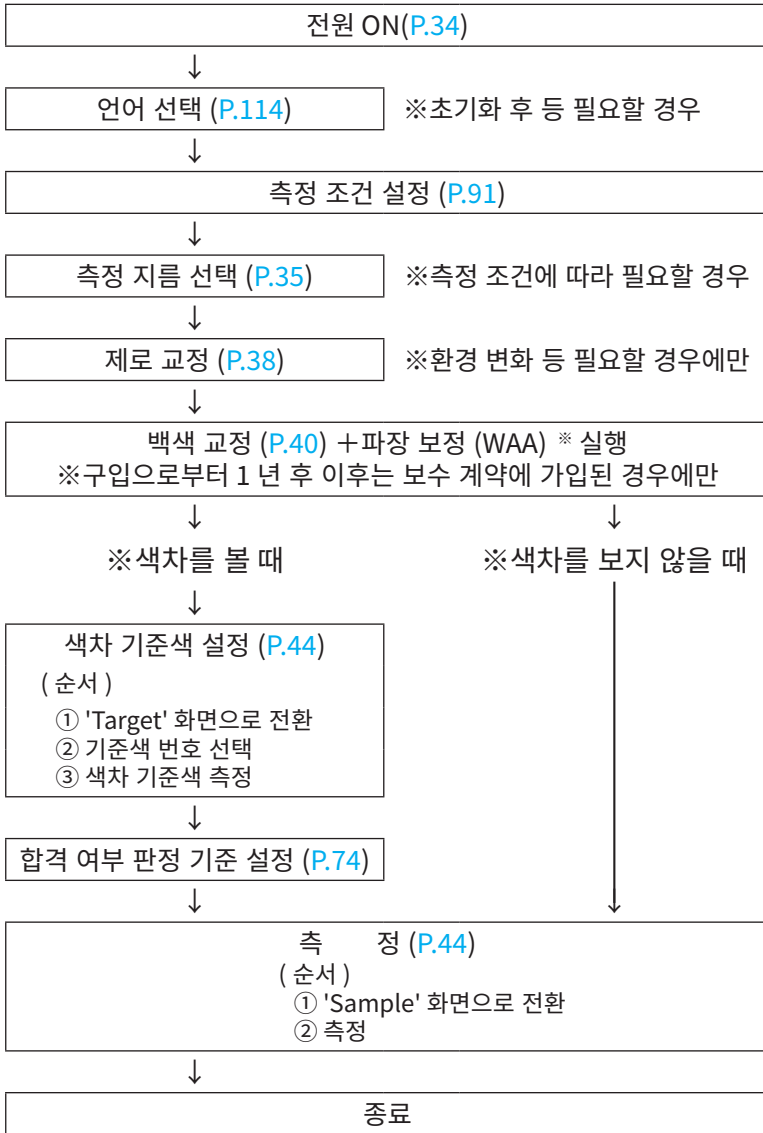 전원 ON(P.34)
↓
언어 선택 (P.114) ※초기화 후 등 필요할 경우
↓
측정 조건 설정 (P.91)
↓
측정 지름 선택 (P.35) ※측정 조건에 따라 필요할 경우
↓
제로 교정 (P.38) ※환경 변화 등 필요할 경우에만
↓
백색 교정 (P.40) ＋파장 보정 (WAA) ※ 실행
※구입으로부터 1 년 후 이후는 보수 계약에 가입된 경우에만
↓ ↓
※색차를 볼 때 ※색차를 보지 않을 때
↓
색차 기준색 설정 (P.44)
( 순서 )
① 'Target' 화면으로 전환
② 기준색 번호 선택
③ 색차 기준색 측정
↓
합격 여부 판정 기준 설정 (P.74)
↓ ↓
측 정 (P.44)
( 순서 )
① 'Sample' 화면으로 전환
② 측정
↓
종료